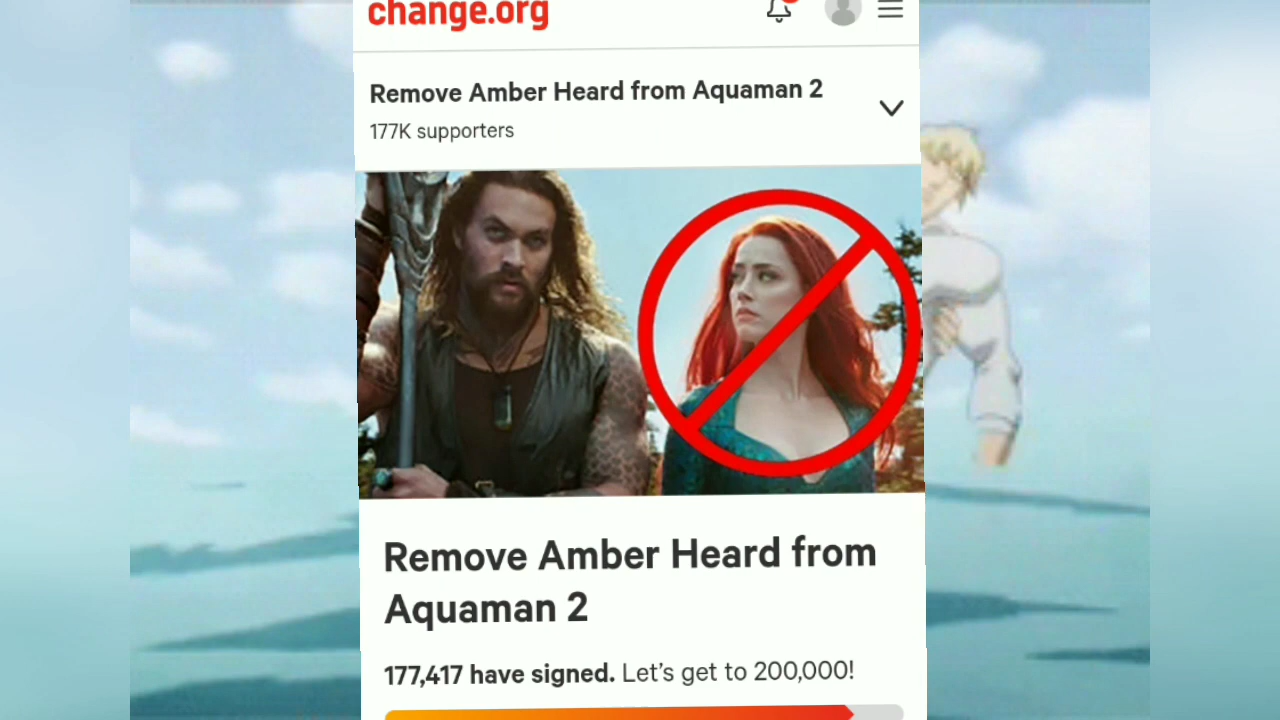 change.org
Remove Amber Heard from Aquaman 2
177K supporters
Remove Amber Heard from
Aquaman 2
177,417 have signed. Let's get to 200,000!